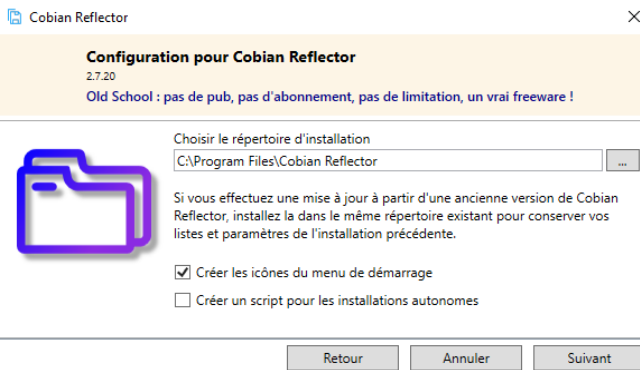 Cobian Reflector
Configuration pour Cobian Reflector
2.7.20
Old School : pas de pub, pas d'abonnement, pas de limitation, un vrai freeware !
Choisir le répertoire d'installation
C:\Program Files\Cobian Reflector
...
Si vous effectuez une mise à jour à partir d'une ancienne version de Cobian
Reflector, installez la dans le même répertoire existant pour conserver vos
listes et paramètres de l'installation précédente.
Créer les icônes du menu de démarrage
Créer un script pour les installations autonomes
Retour
Annuler
Suivant